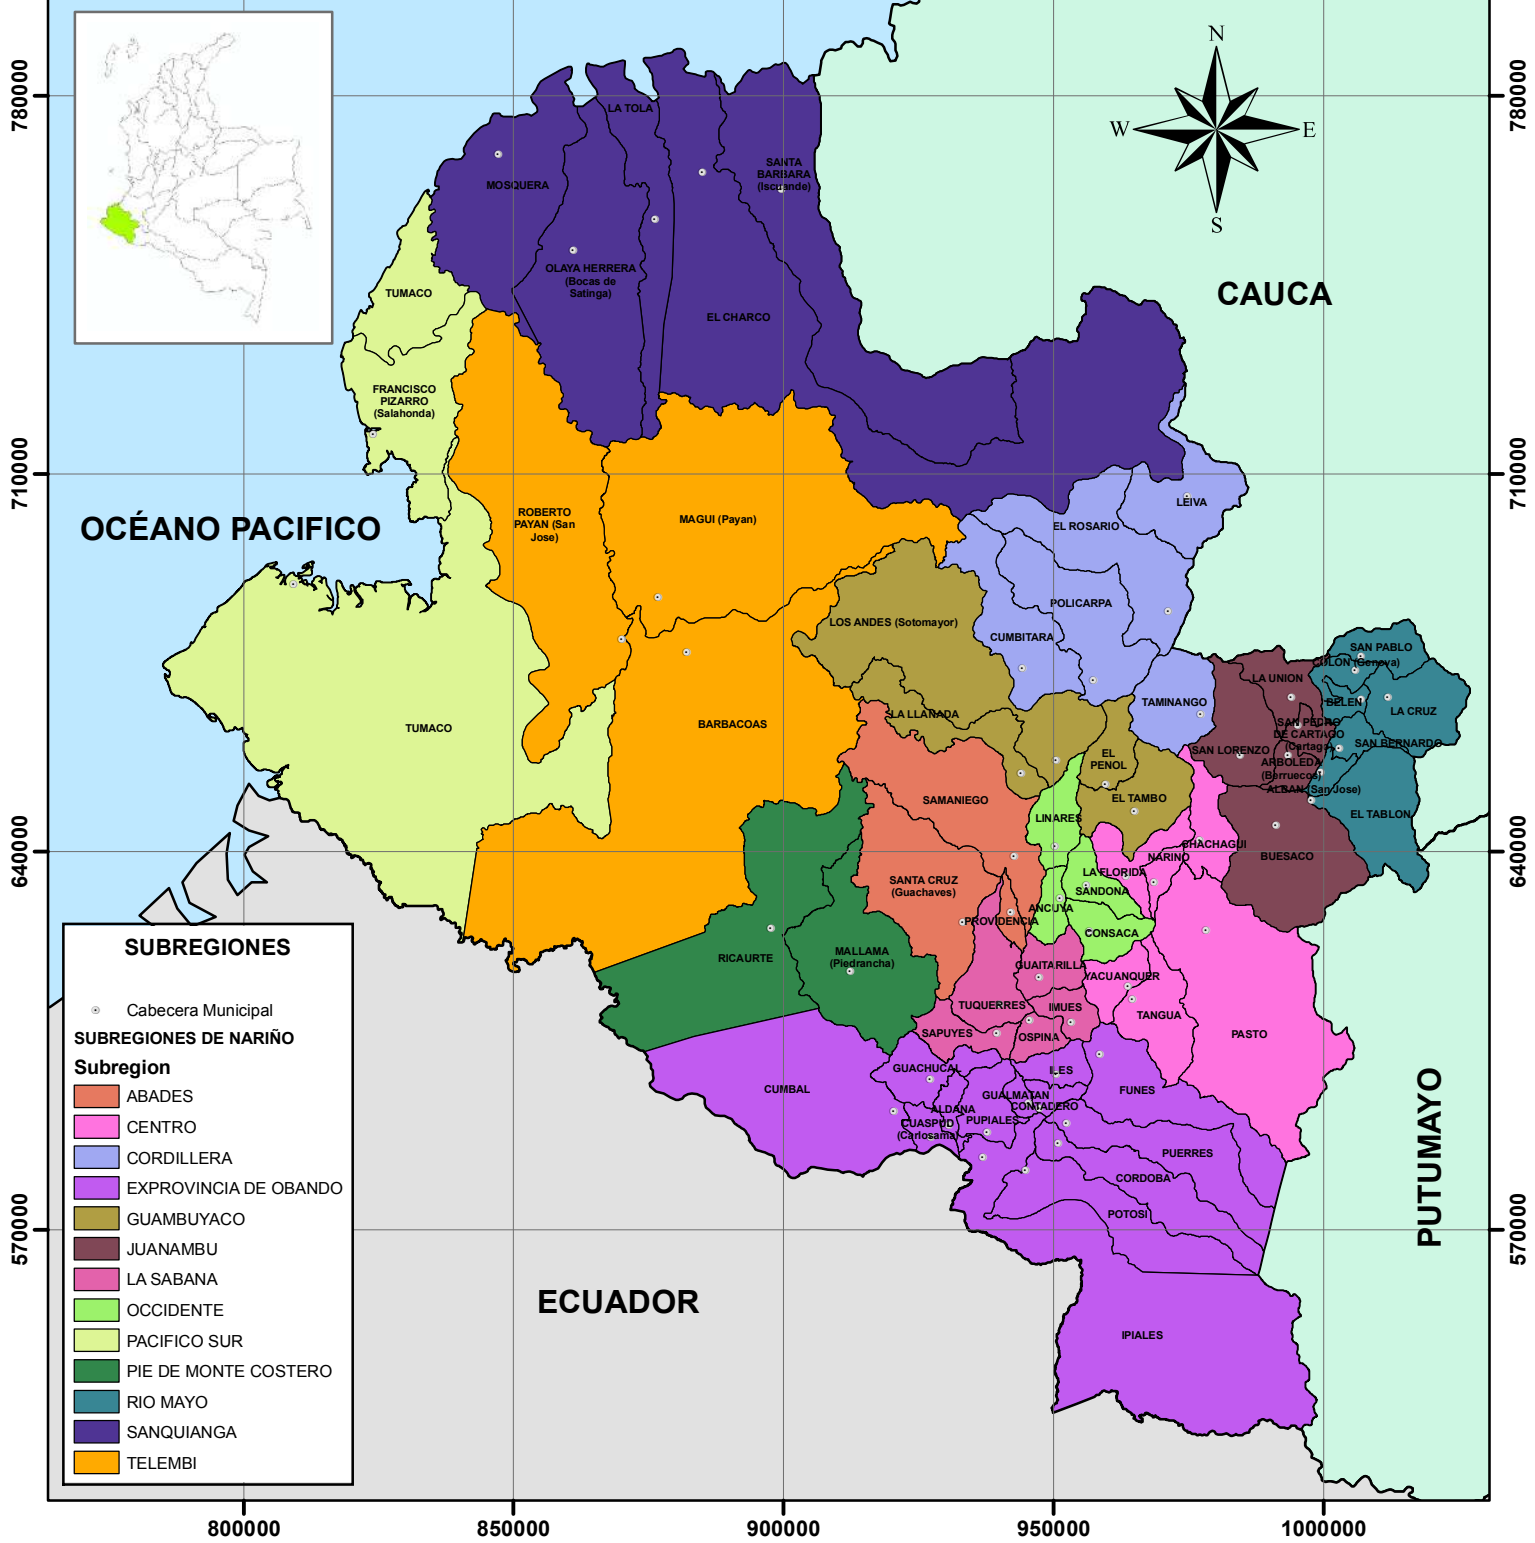 N
W
E
S
780000
780000
710000
710000
640000
640000
570000
570000
800000
850000
900000
950000
1000000
CAUCA
OCÉANO PACIFICO
ECUADOR
PUTUMAYO
LA TOLA
MOSQUERA
SANTA
BARBARA
(Iscuande)
OLAYA HERRERA
(Bocas de
Satinga)
EL CHARCO
TUMACO
FRANCISCO
PIZARRO
(Salahonda)
ROBERTO
PAYAN (San
Jose)
MAGUI (Payan)
LEIVA
EL ROSARIO
POLICARPA
CUMBITARA
LOS ANDES (Sotomayor)
TAMINANGO
SAN PABLO
COLON (Genova)
LA UNION
BELEN
LA CRUZ
SAN PEDRO
DE CARTAGO
(Cartago)
SAN BERNARDO
SAN LORENZO
ARBOLEDA
(Berruecos)
ALBAN (San Jose)
EL TABLON
BUESACO
LA LLANADA
BARBACOAS
TUMACO
EL
PENOL
EL TAMBO
SAMANIEGO
LINARES
CHACHAGUI
NARINO
LA FLORIDA
SANDONA
SANTA CRUZ
(Guachaves)
ANCUYA
PROVIDENCIA
CONSACA
MALLAMA
(Piedrancha)
RICAURTE
GUAITARILLA
YACUANQUER
TUQUERRES
IMUES
TANGUA
SAPUYES
OSPINA
PASTO
GUACHUCAL
ILES
CUMBAL
FUNES
GUALMATAN
CONTADERO
ALDANA
PUPIALES
CUASPUD
(Carlosama)
PUERRES
CORDOBA
POTOSI
IPIALES
SUBREGIONES
Cabecera Municipal
SUBREGIONES DE NARIÑO
Subregion
ABADES
CENTRO
CORDILLERA
EXPROVINCIA DE OBANDO
GUAMBUYACO
JUANAMBU
LA SABANA
OCCIDENTE
PACIFICO SUR
PIE DE MONTE COSTERO
RIO MAYO
SANQUIANGA
TELEMBI